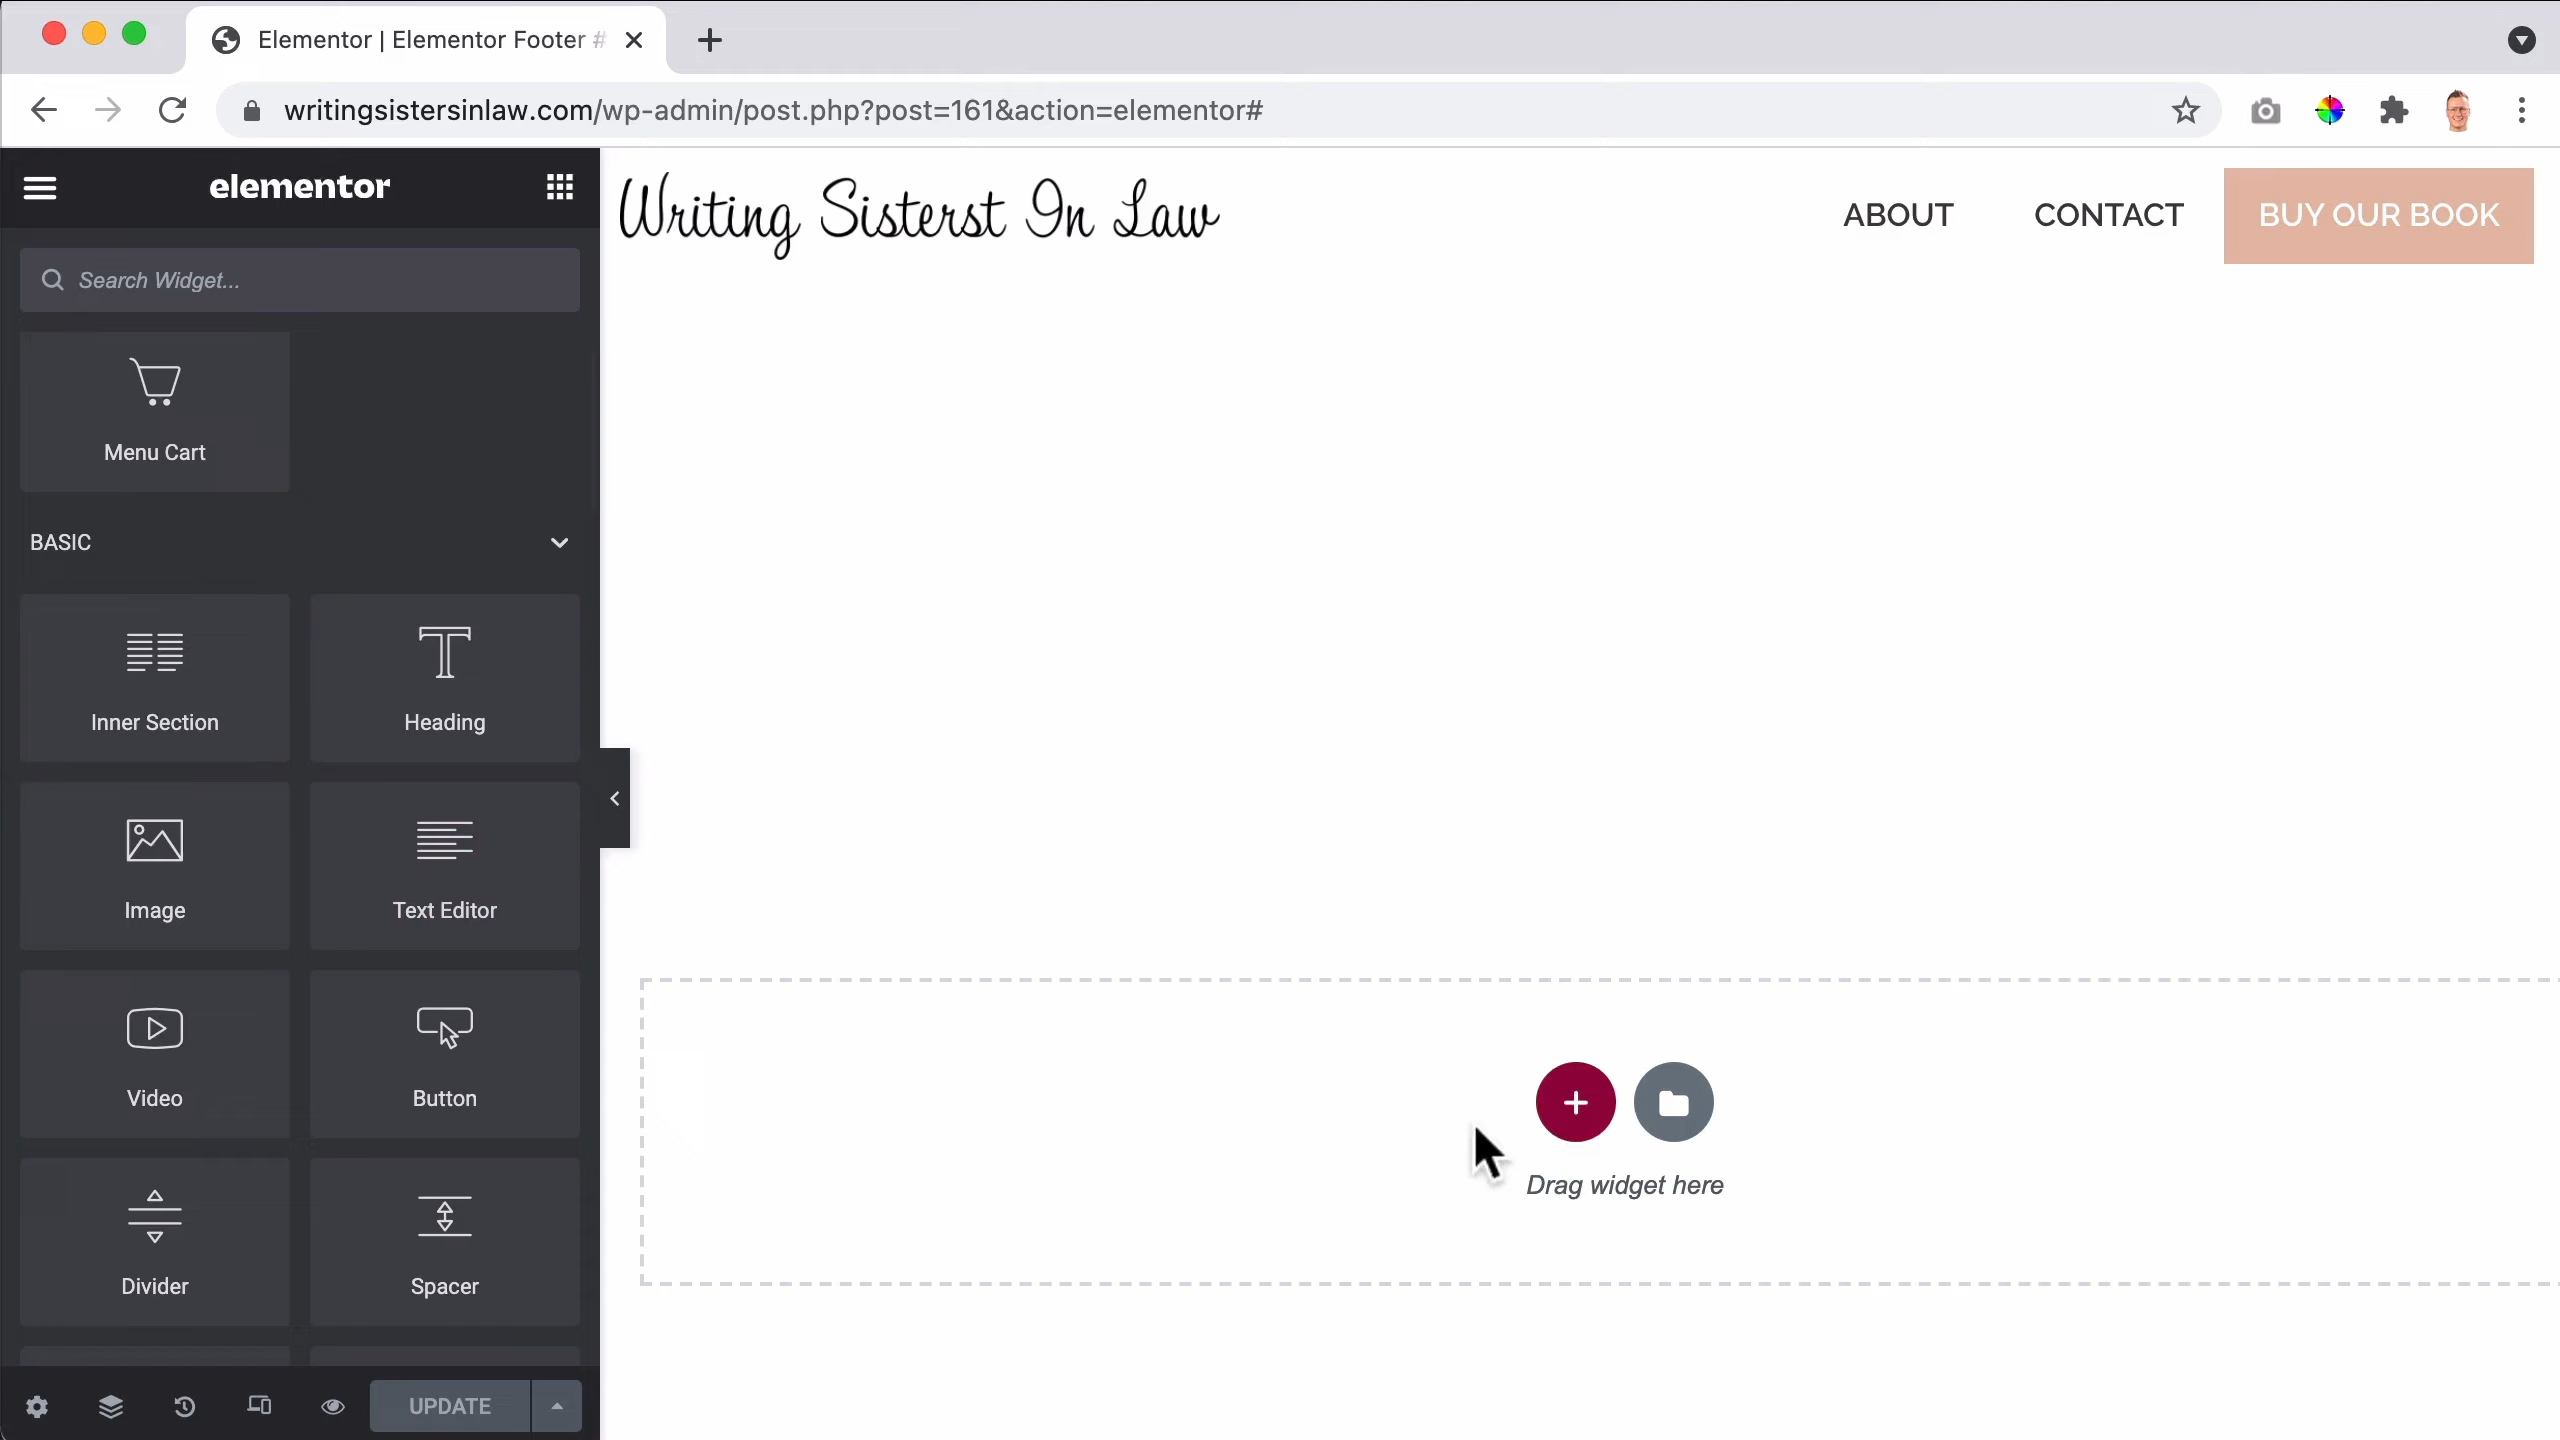 Elementor | Elementor Footer #
writingsistersinlaw.com/wp-admin/post.php?post=161&action=elementor#
elementor
Search Widget...
Menu Cart
BASIC
Inner Section
Heading
Image
Text Editor
Video
Button
Divider
Spacer
UPDATE
Writing Sisterst In Law
ABOUT
CONTACT
BUY OUR BOOK
Drag widget here